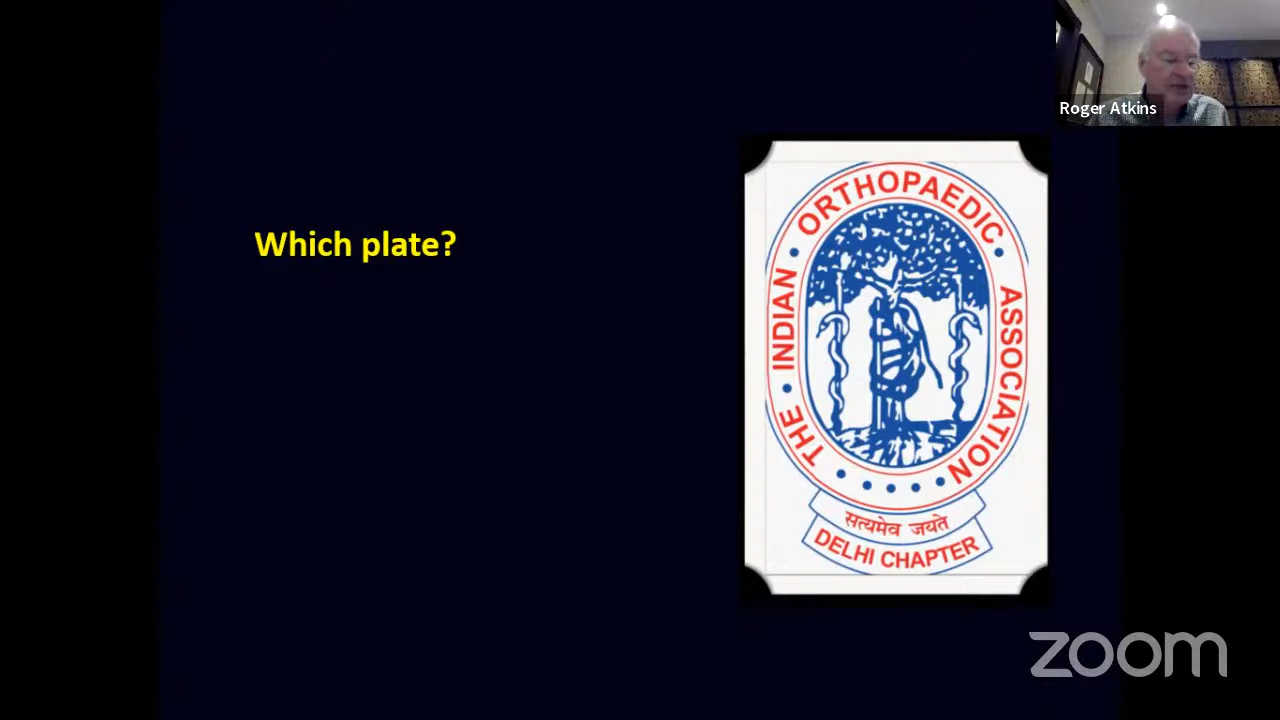 Roger Atkins
Which plate?
THE INDIAN ORTHOPAEDIC ASSOCIATION
सत्यमेव जयते
DELHI CHAPTER
zoom